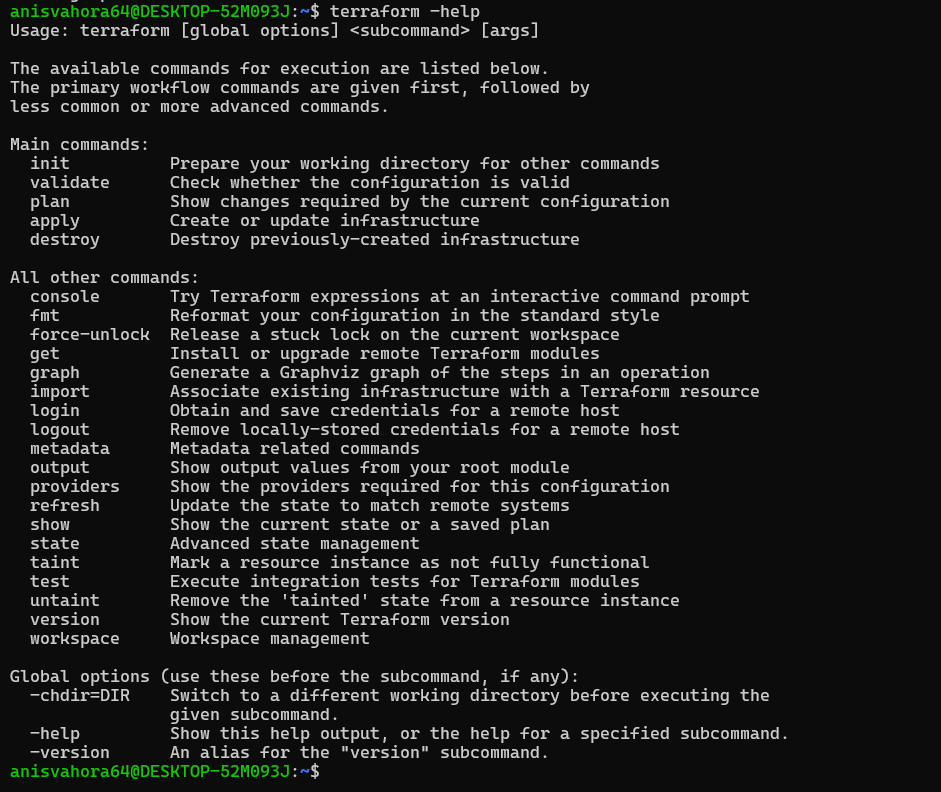 anisvahora64@DESKTOP-52M093J:~$ terraform -help
Usage: terraform [global options] <subcommand> [args]

The available commands for execution are listed below.
The primary workflow commands are given first, followed by
less common or more advanced commands.

Main commands:
  init          Prepare your working directory for other commands
  validate      Check whether the configuration is valid
  plan          Show changes required by the current configuration
  apply         Create or update infrastructure
  destroy       Destroy previously-created infrastructure

All other commands:
  console       Try Terraform expressions at an interactive command prompt
  fmt           Reformat your configuration in the standard style
  force-unlock  Release a stuck lock on the current workspace
  get           Install or upgrade remote Terraform modules
  graph         Generate a Graphviz graph of the steps in an operation
  import        Associate existing infrastructure with a Terraform resource
  login         Obtain and save credentials for a remote host
  logout        Remove locally-stored credentials for a remote host
  metadata      Metadata related commands
  output        Show output values from your root module
  providers     Show the providers required for this configuration
  refresh       Update the state to match remote systems
  show          Show the current state or a saved plan
  state         Advanced state management
  taint         Mark a resource instance as not fully functional
  test          Execute integration tests for Terraform modules
  untaint       Remove the 'tainted' state from a resource instance
  version       Show the current Terraform version
  workspace     Workspace management

Global options (use these before the subcommand, if any):
  -chdir=DIR    Switch to a different working directory before executing the
                given subcommand.
  -help         Show this help output, or the help for a specified subcommand.
  -version      An alias for the "version" subcommand.
anisvahora64@DESKTOP-52M093J:~$